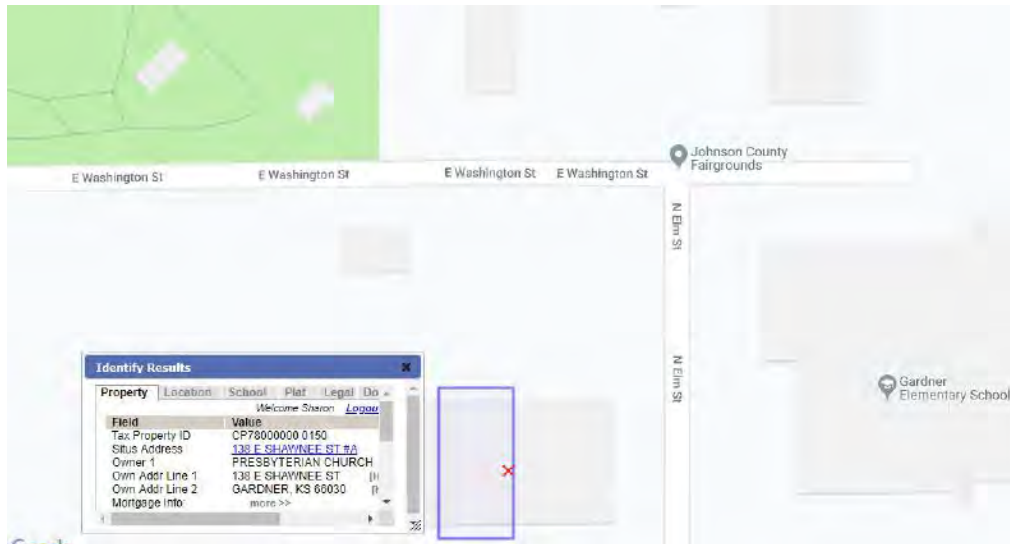 Johnson County
Fairgrounds
E Washington St
E Washington St
E Washington St
E Washington St
N Elm St
N Elm St
Gardner
Elementary School
Identify Results
Property Location School Plat Legal Do
Welcome Sharon Logou
Field Value
Tax Property ID CP78000000 0150
Situs Address 138 E SHAWNEE ST #A
Owner 1 PRESBYTERIAN CHURCH
Own Addr Line 1 138 E SHAWNEE ST
Own Addr Line 2 GARDNER, KS 66030
Mortgage Info more >>